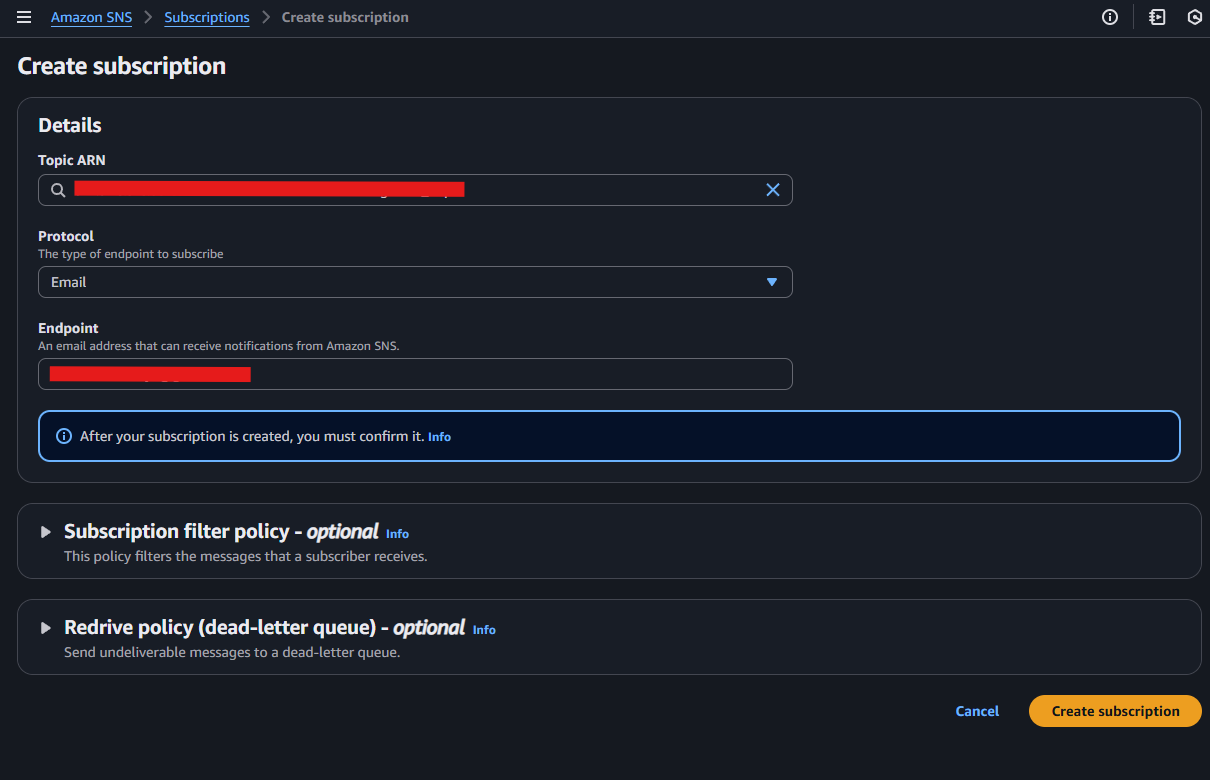 Amazon SNS > Subscriptions > Create subscription
Create subscription
Details
Topic ARN
Protocol
The type of endpoint to subscribe
Email
Endpoint
An email address that can receive notifications from Amazon SNS.
After your subscription is created, you must confirm it. Info
Subscription filter policy - optional Info
This policy filters the messages that a subscriber receives.
Redrive policy (dead-letter queue) - optional Info
Send undeliverable messages to a dead-letter queue.
Cancel
Create subscription